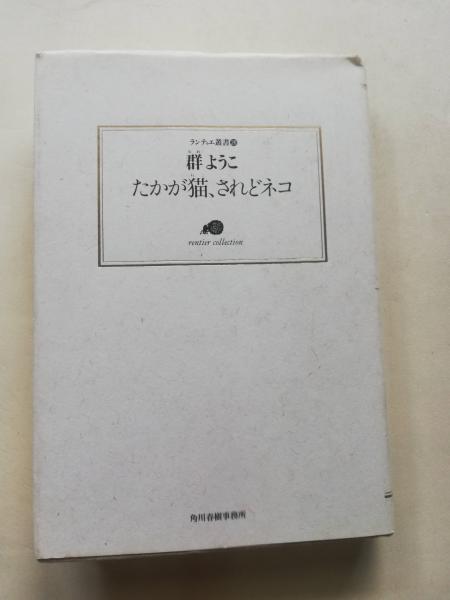 ランティエ叢書
群ようこ
たかが猫、されどネコ
rentier collection
角川春樹事務所